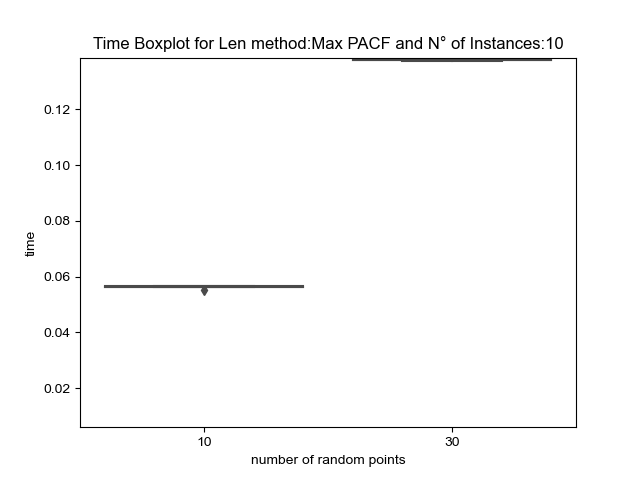 Time Boxplot for Len method:Max PACF and N° of Instances:10
0.12
0.10
0.08
0.06
0.04
0.02
time
10
30
number of random points